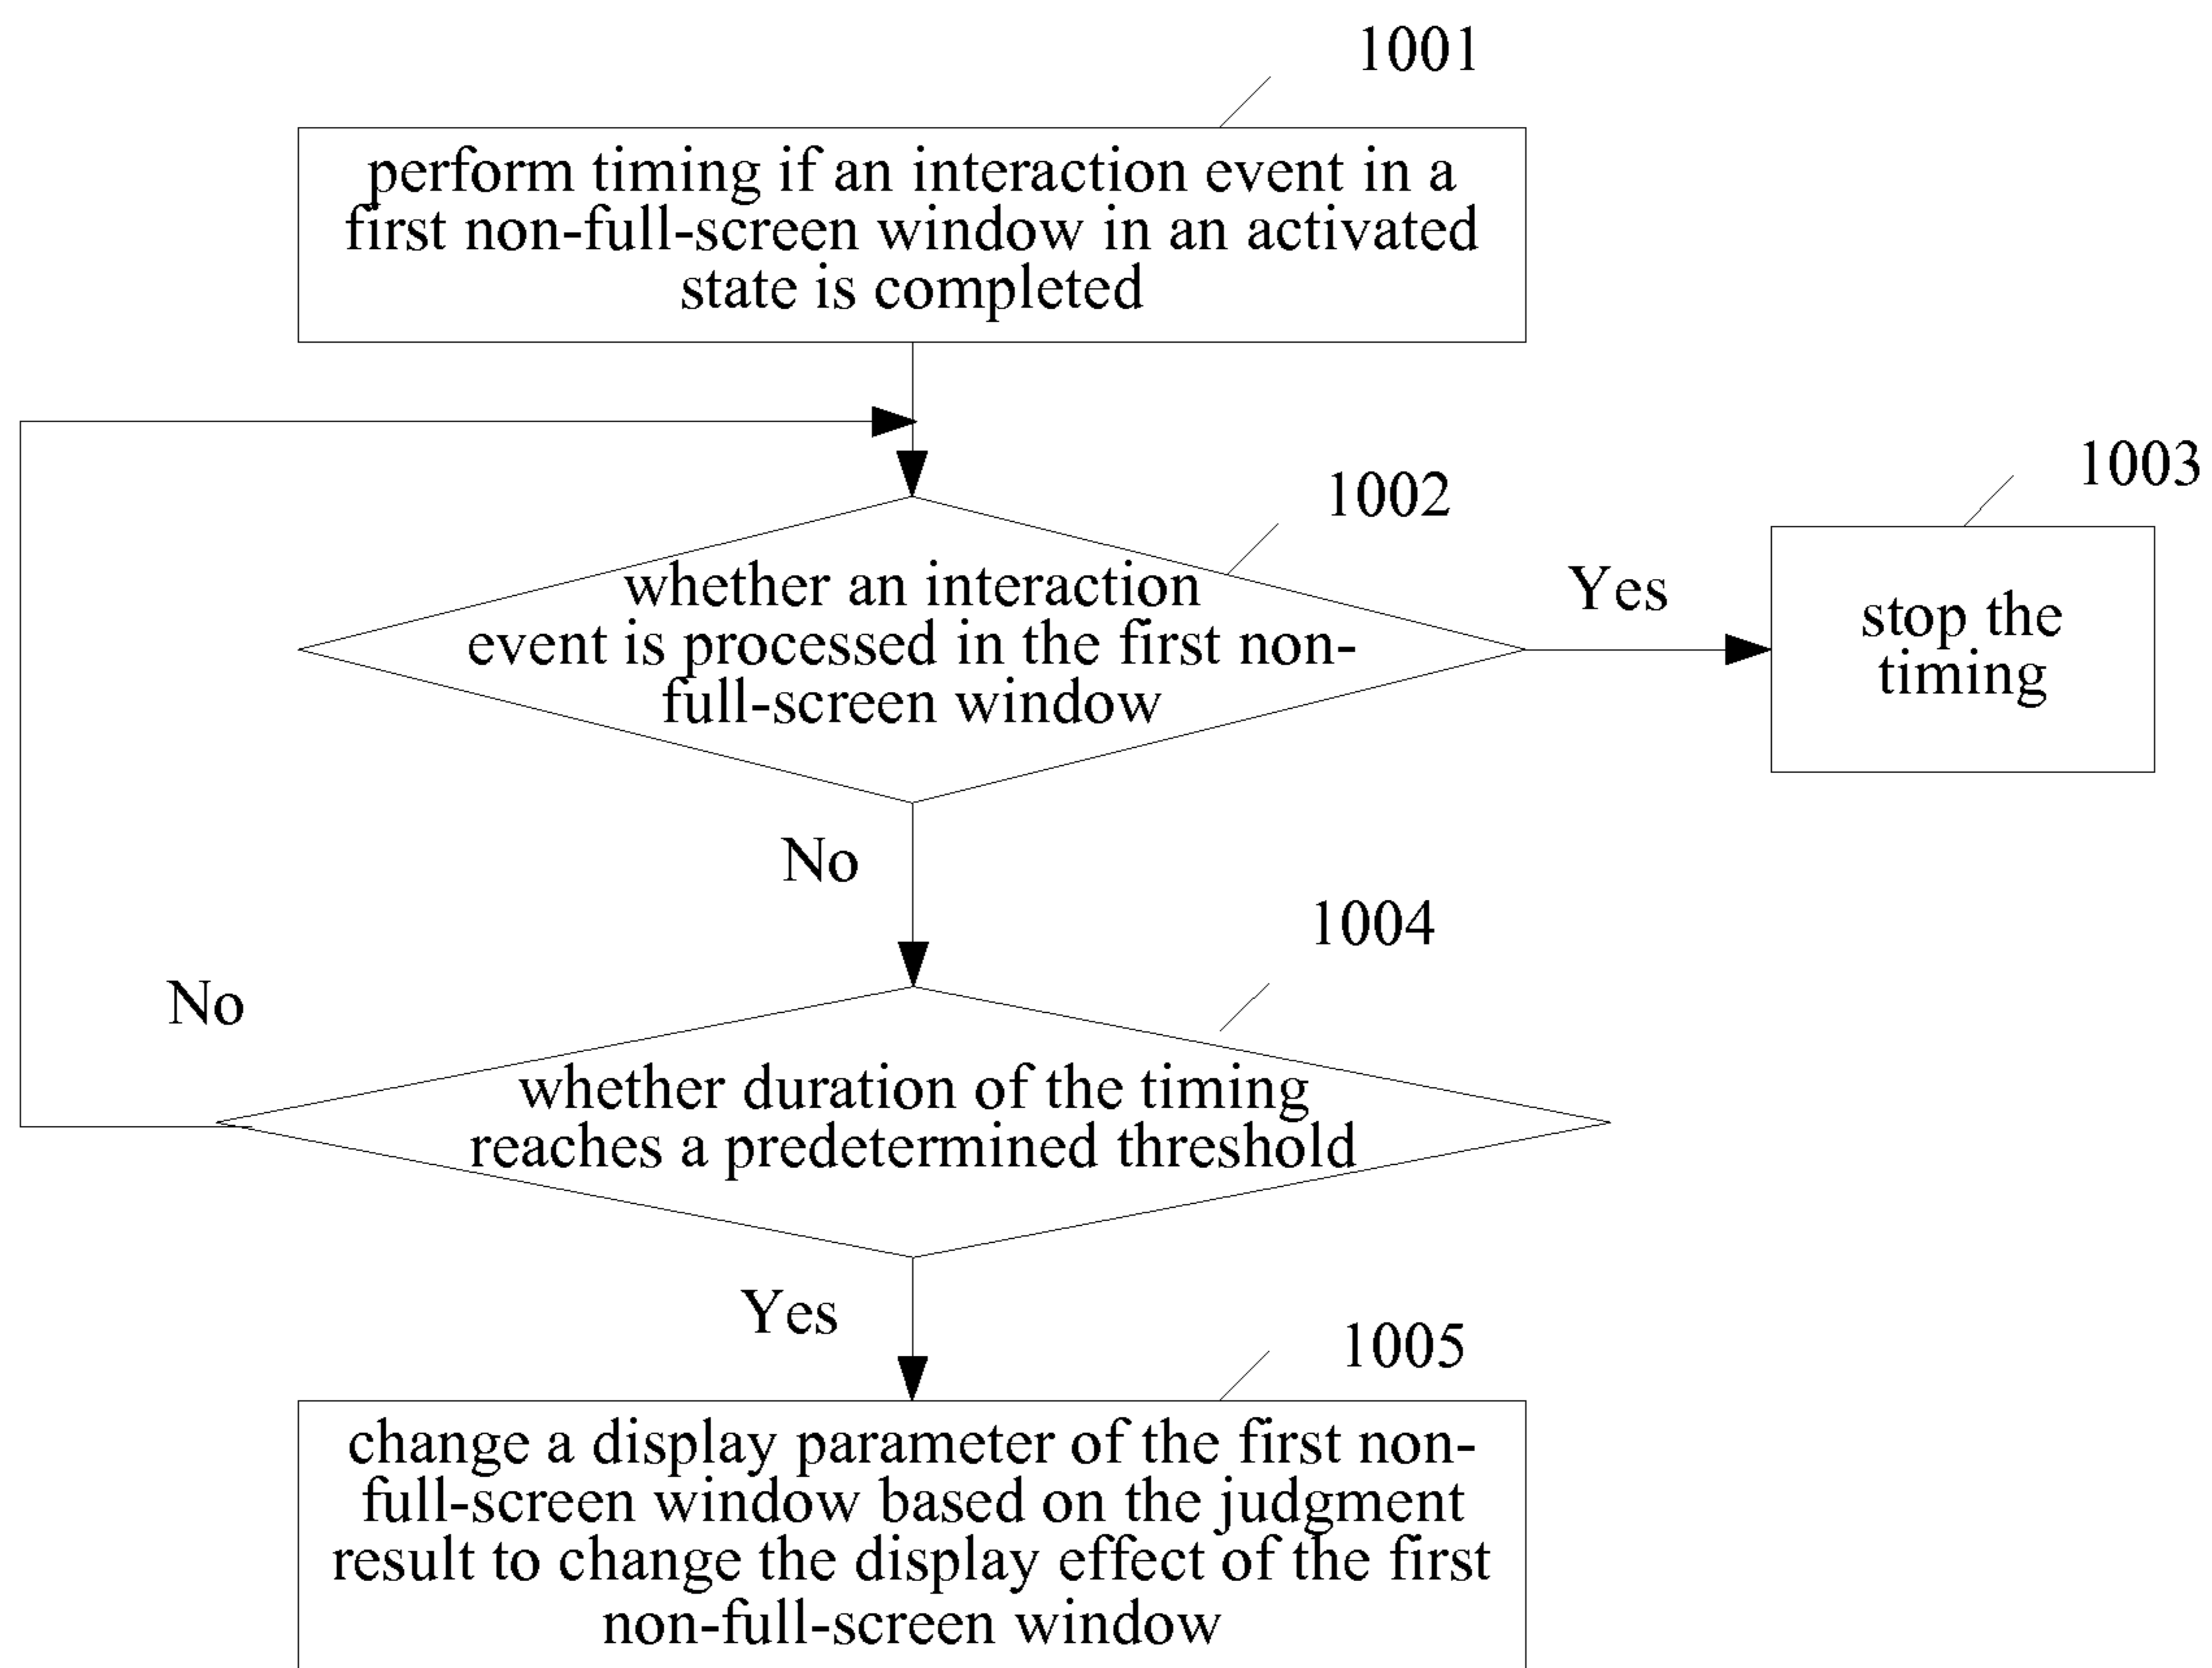 1001
perform timing if an interaction event in a
first non-full-screen window in an activated
state is completed
1002
1003
whether an interaction
event is processed in the first non-
full-screen window
Yes
stop the
timing
No
1004
No
whether duration of the timing
reaches a predetermined threshold
Yes
1005
change a display parameter of the first non-
full-screen window based on the judgment
result to change the display effect of the first
non-full-screen window